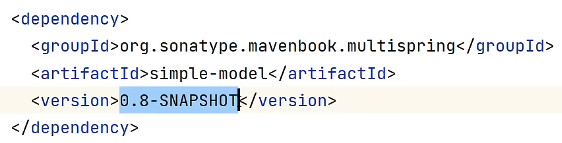 <dependency>
<groupId>org.sonatype.mavenbook.multispring</groupId>
<artifactId>simple-model</artifactId>
<version>0.8-SNAPSHOT</version>
</dependency>